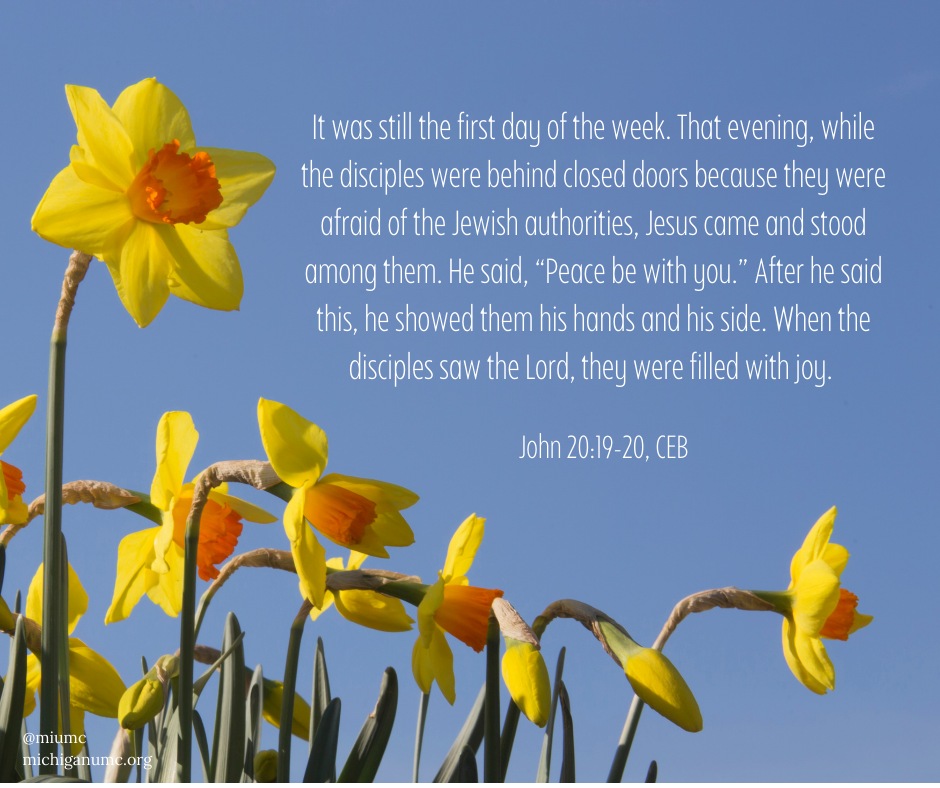 It was still the first day of the week. That evening, while
the disciples were behind closed doors because they were
afraid of the Jewish authorities, Jesus came and stood
among them. He said, “Peace be with you.” After he said
this, he showed them his hands and his side. When the
disciples saw the Lord, they were filled with joy.
John 20:19-20, CEB
@miumc
michiganumc.org